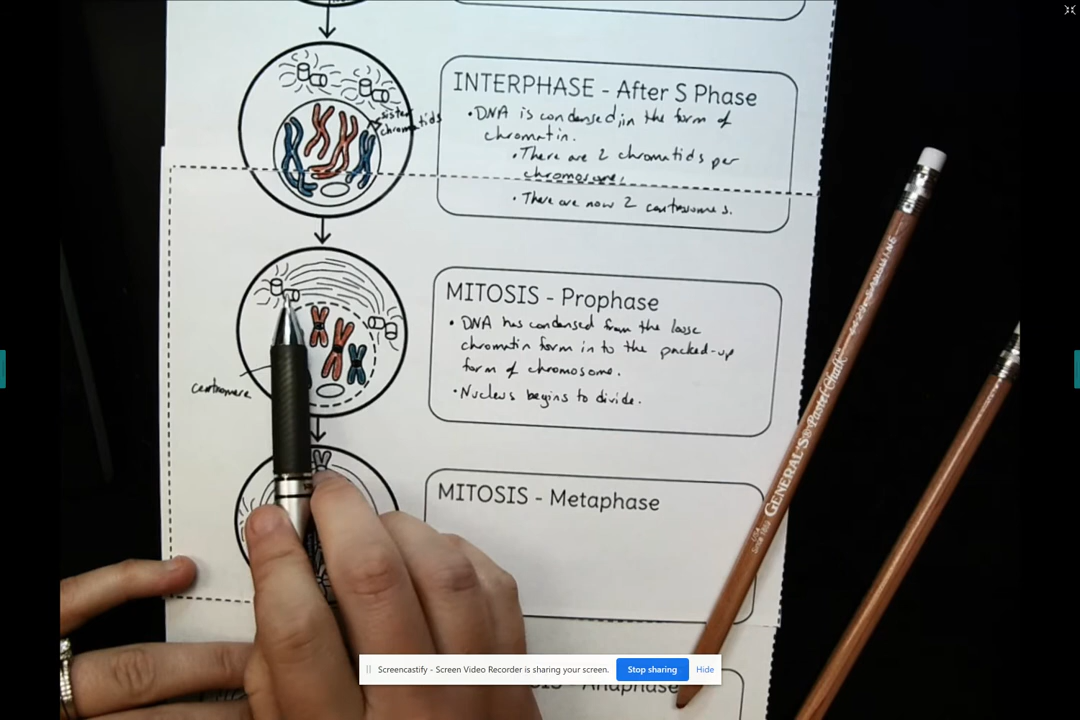 INTERPHASE - After S Phase
• DNA is condensed in the form of
chromatin.
• There are 2 chromatids per
chromosome.
• There are now 2 centrosomes.
sister
chromatids
MITOSIS - Prophase
• DNA has condensed from the loose
chromatin form in to the packed-up
form of chromosome.
• Nucleus begins to divide.
centromere
MITOSIS - Metaphase
GENERAL'S® Pastel Chalk
USA
Screencastify - Screen Video Recorder is sharing your screen.
Stop sharing
Hide
Anaphase